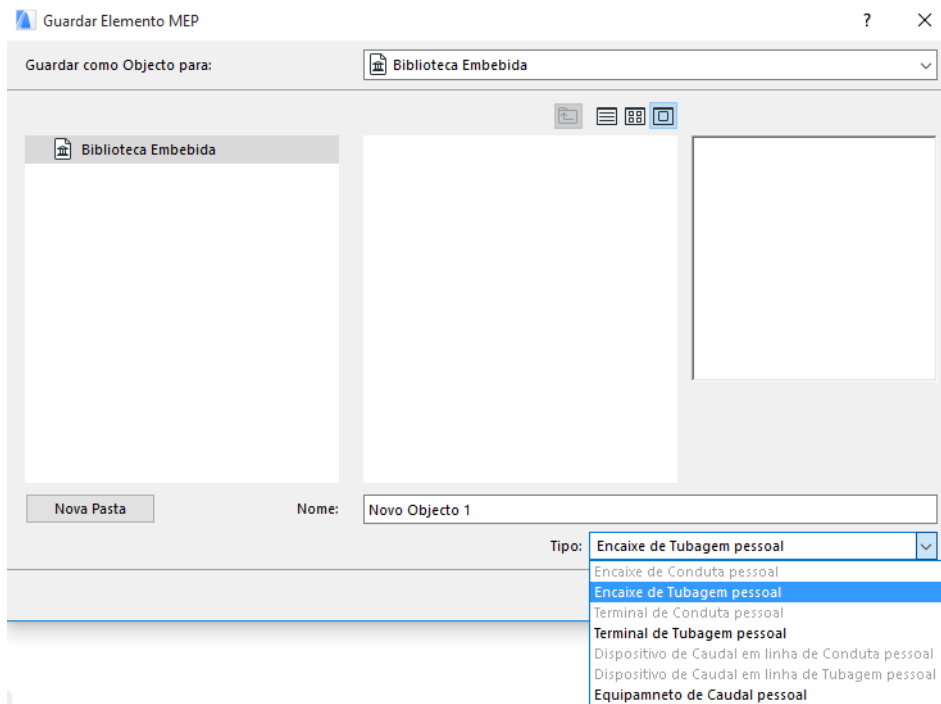 Guardar Elemento MEP
?
Guardar como Objecto para:
Biblioteca Embebida
Biblioteca Embebida
Nova Pasta
Nome:
Novo Objecto 1
Tipo:
Encaixe de Tubagem pessoal
Encaixe de Conduta pessoal
Encaixe de Tubagem pessoal
Terminal de Conduta pessoal
Terminal de Tubagem pessoal
Dispositivo de Caudal em linha de Conduta pessoal
Dispositivo de Caudal em linha de Tubagem pessoal
Equipamneto de Caudal pessoal